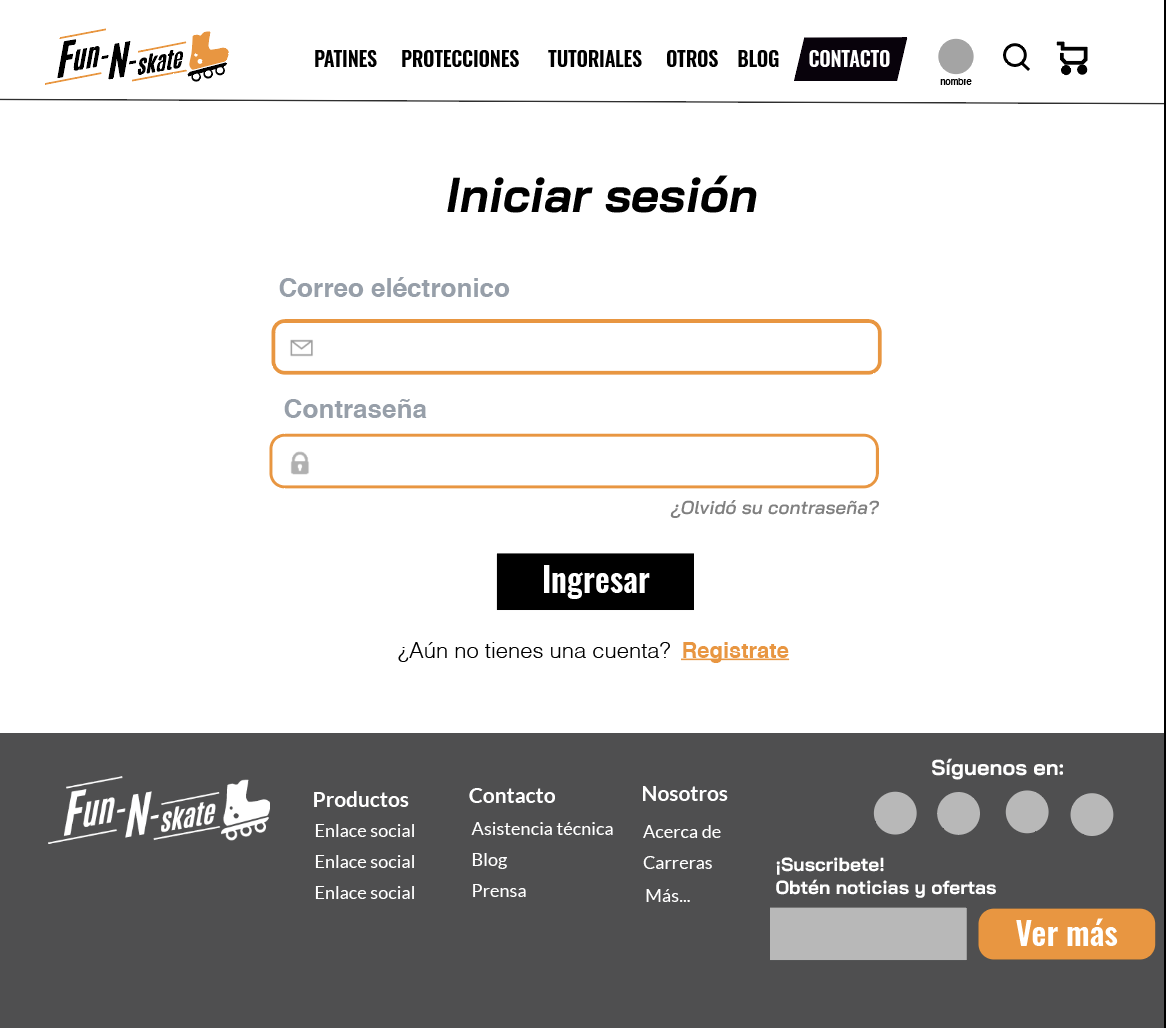 Fun-N-skate
PATINES PROTECCIONES TUTORIALES OTROS BLOG CONTACTO
nombre
Iniciar sesión
Correo eléctronico
Contraseña
¿Olvidó su contraseña?
Ingresar
¿Aún no tienes una cuenta? Registrate
Fun-N-skate
Productos
Enlace social
Enlace social
Enlace social
Contacto
Asistencia técnica
Blog
Prensa
Nosotros
Acerca de
Carreras
Más...
Síguenos en:
¡Suscribete!
Obtén noticias y ofertas
Ver más